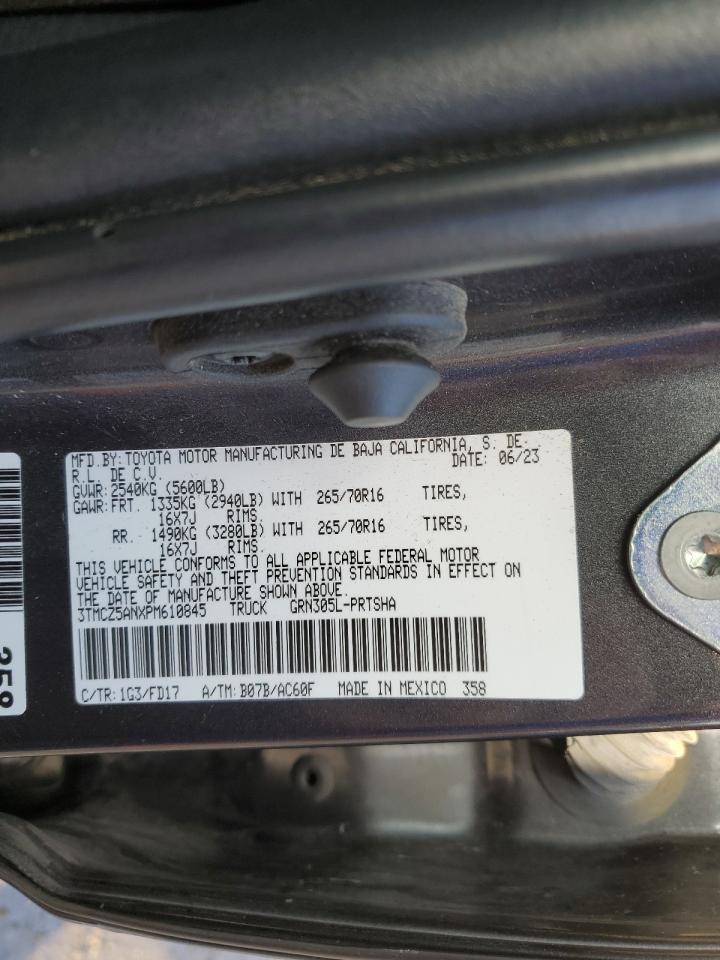 MFD.BY:TOYOTA MOTOR MANUFACTURING DE BAJA CALIFORNIA, S. DE.
R.L. DE C.V. DATE: 06/23
GVWR:2540KG (5600LB)
GAWR:FRT. 1335KG (2940LB) WITH 265/70R16 TIRES,
16X7J RIMS.
RR. 1490KG (3280LB) WITH 265/70R16 TIRES,
16X7J RIMS.
THIS VEHICLE CONFORMS TO ALL APPLICABLE FEDERAL MOTOR
VEHICLE SAFETY AND THEFT PREVENTION STANDARDS IN EFFECT ON
THE DATE OF MANUFACTURE SHOWN ABOVE.
3TMCZ5ANXPM610845 TRUCK GRN305L-PRTSHA
C/TR:1G3/FD17 A/TM:B07B/AC60F MADE IN MEXICO 358